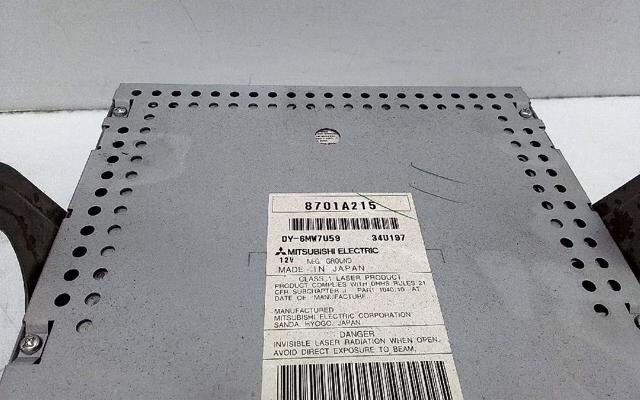 8701A215
DY-6MW7U59 34U197
MITSUBISHI ELECTRIC
12V NEG. GROUND
MADE IN JAPAN
CLASS 1 LASER PRODUCT
PRODUCT COMPLIES WITH DHHS RULES 21
CFR SUBCHAPTER J PART 1040.10 AT
DATE OF MANUFACTURE.
MANUFACTURED
MITSUBISHI ELECTRIC CORPORATION
SANDA, HYOGO, JAPAN
DANGER
INVISIBLE LASER RADIATION WHEN OPEN.
AVOID DIRECT EXPOSURE TO BEAM.